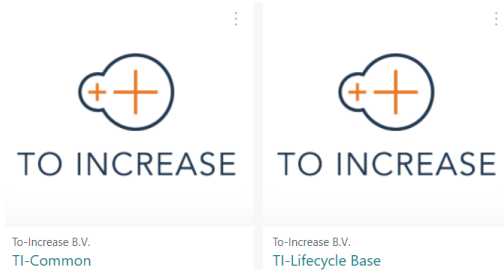 TO INCREASE
To-Increase B.V.
TI-Common
TO INCREASE
To-Increase B.V.
TI-Lifecycle Base